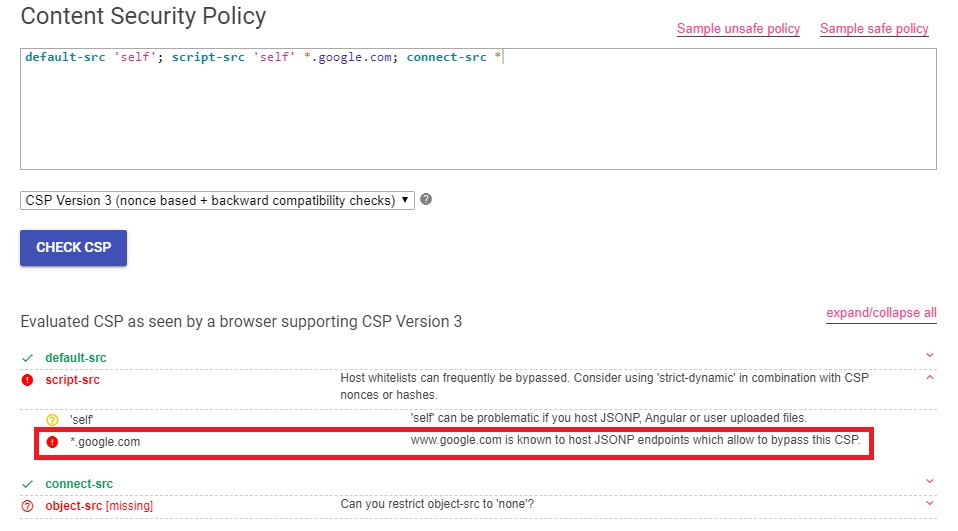 Content Security Policy
Sample unsafe policy Sample safe policy
default-src 'self'; script-src 'self' *.google.com; connect-src *
CSP Version 3 (nonce based + backward compatibility checks)
CHECK CSP
expand/collapse all
Evaluated CSP as seen by a browser supporting CSP Version 3
default-src
script-src Host whitelists can frequently be bypassed. Consider using 'strict-dynamic' in combination with CSP
nonces or hashes.
'self' 'self' can be problematic if you host JSONP, Angular or user uploaded files.
*.google.com www.google.com is known to host JSONP endpoints which allow to bypass this CSP.
connect-src
object-src [missing] Can you restrict object-src to 'none'?